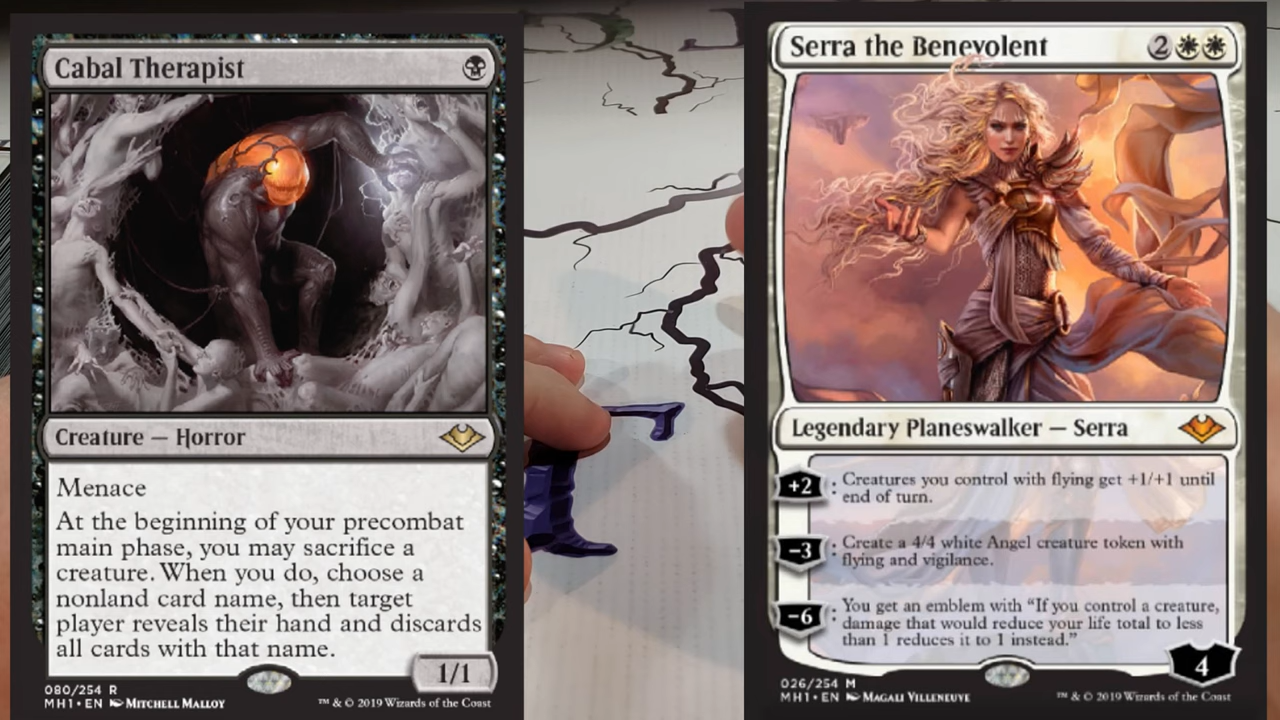 Cabal Therapist
Creature — Horror
Menace
At the beginning of your precombat
main phase, you may sacrifice a
creature. When you do, choose a
nonland card name, then target
player reveals their hand and discards
all cards with that name.
1/1
080/254 R
MH1 • EN Mitchell Malloy
™ & © 2019 Wizards of the Coast
Serra the Benevolent
2
Legendary Planeswalker — Serra
+2: Creatures you control with flying get +1/+1 until
end of turn.
−3: Create a 4/4 white Angel creature token with
flying and vigilance.
−6: You get an emblem with “If you control a creature,
damage that would reduce your life total to less
than 1 reduces it to 1 instead.”
4
026/254 M
MH1 • EN Magali Villeneuve
™ & © 2019 Wizards of the Coast